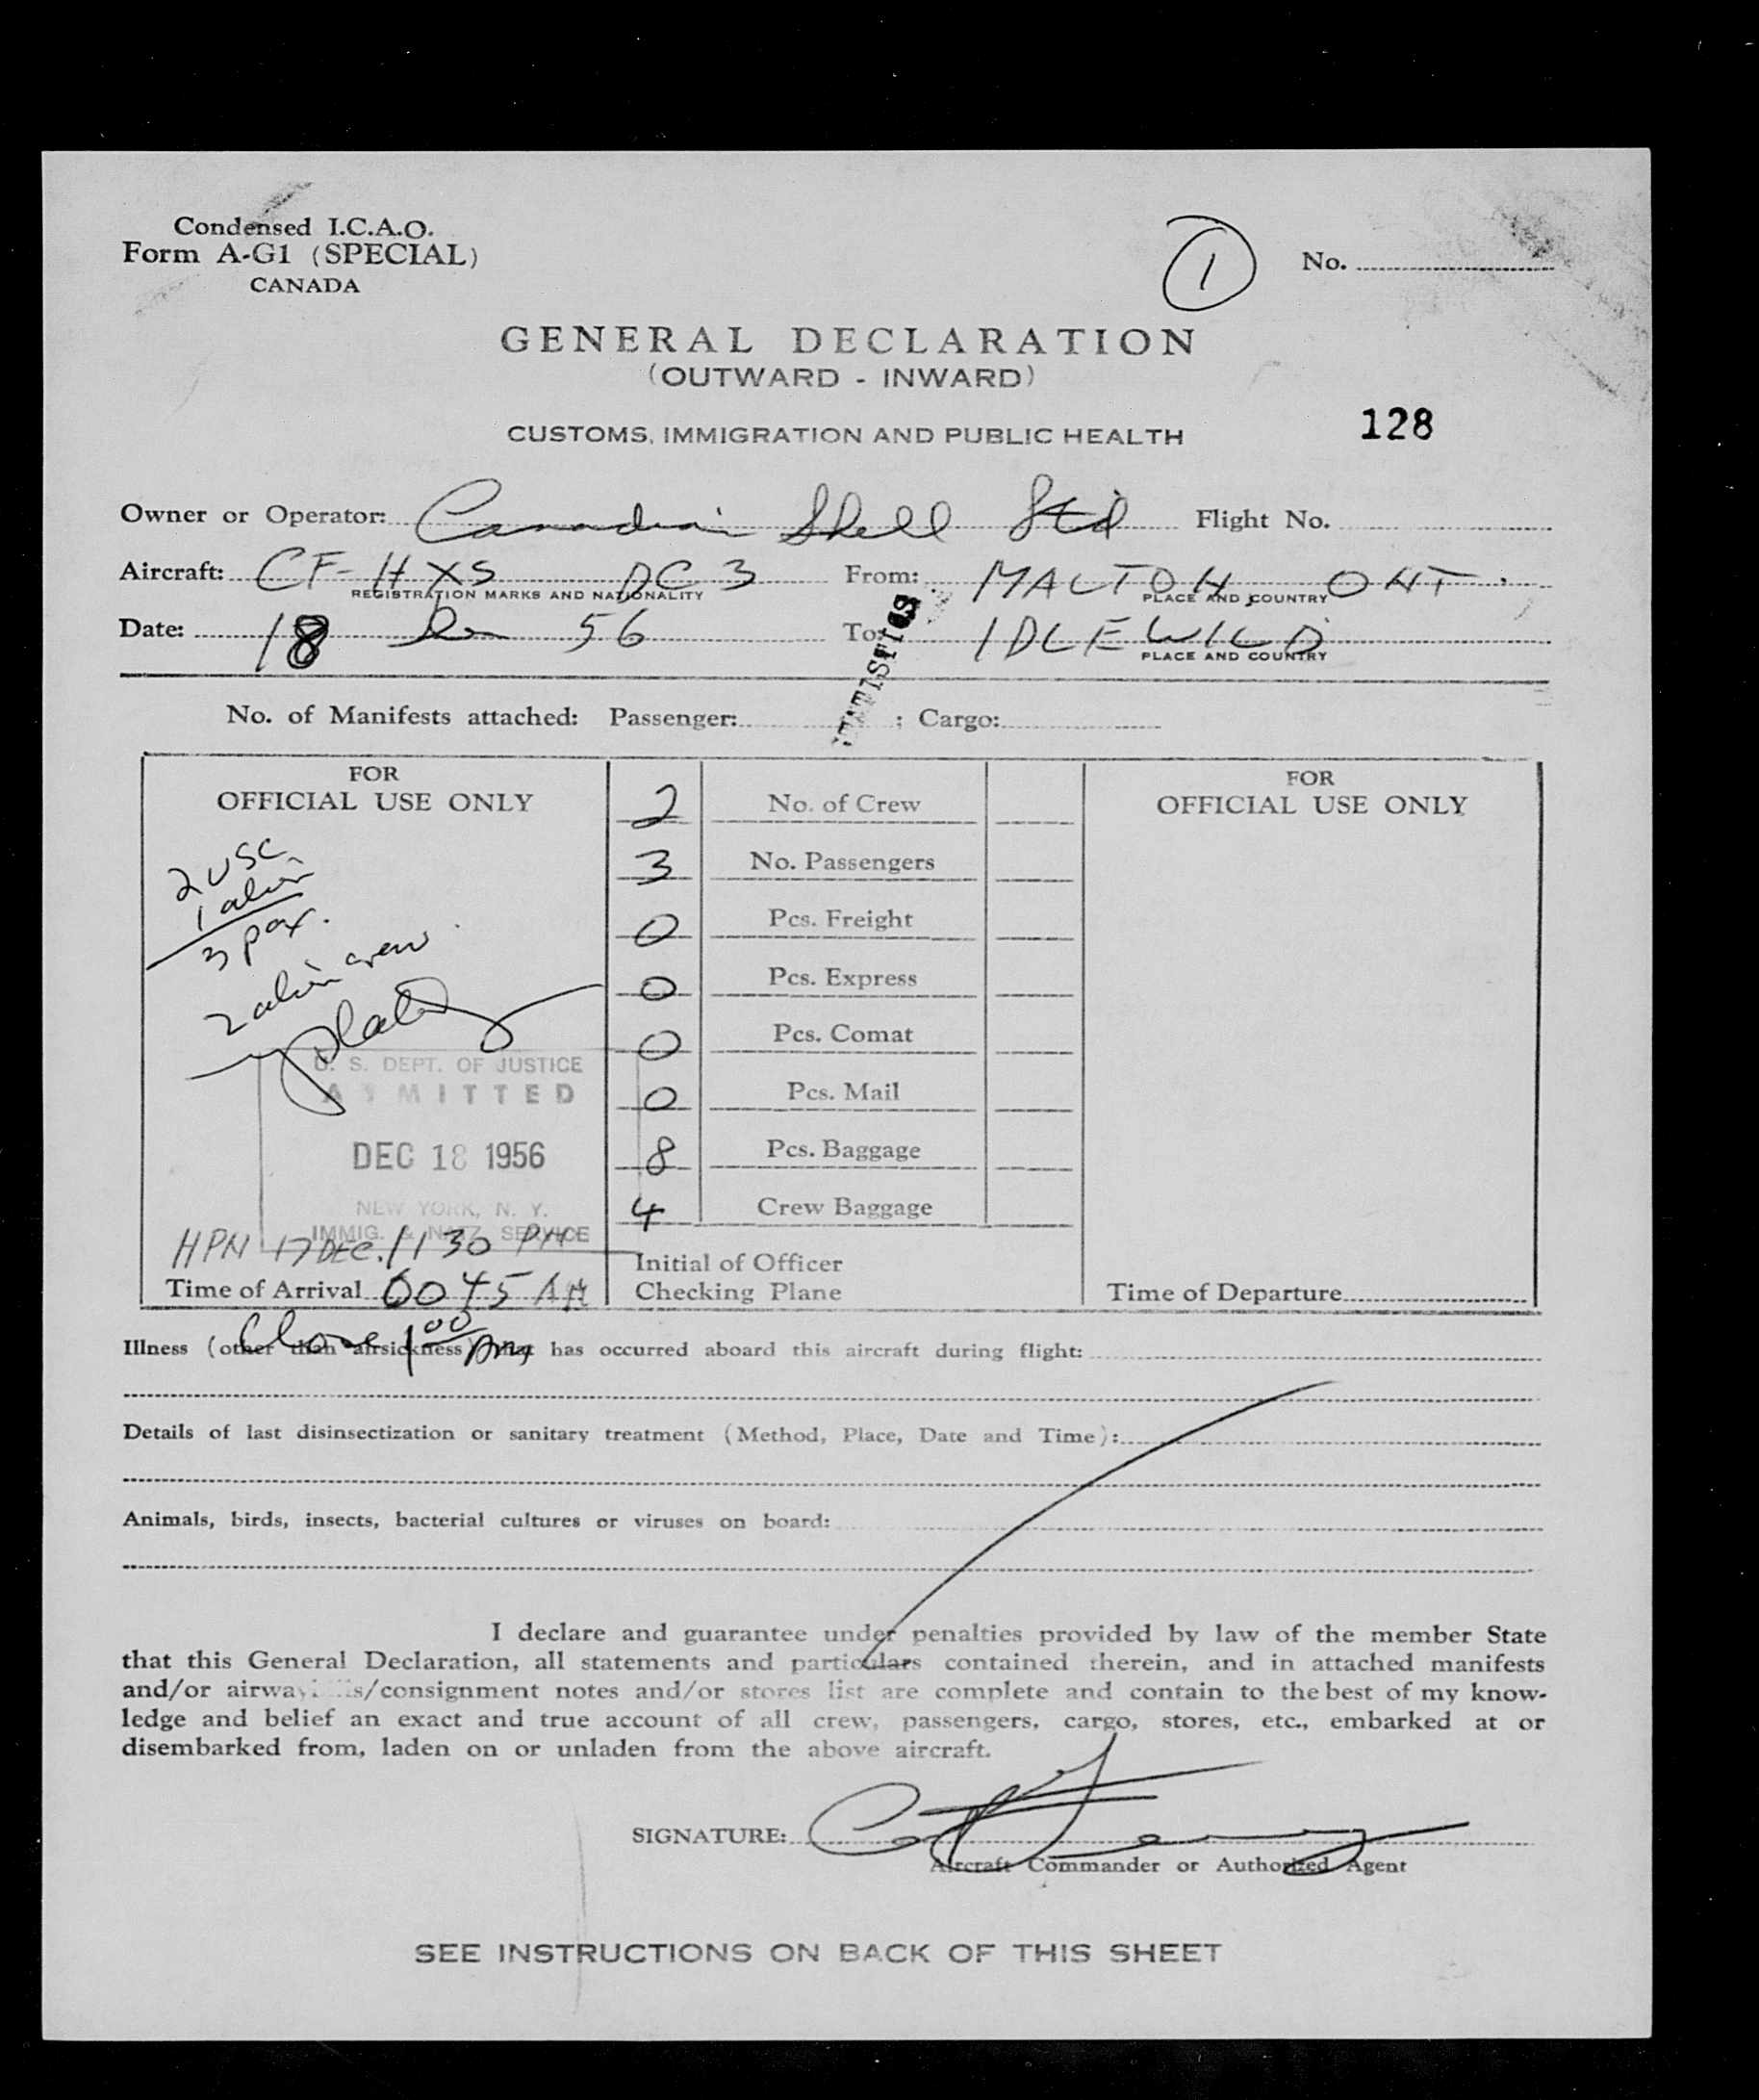 Condensed I.C.A.O.
Form A-G1 (SPECIAL)
CANADA
1
No.
GENERAL DECLARATION
(OUTWARD - INWARD)
CUSTOMS, IMMIGRATION AND PUBLIC HEALTH
128
Owner or Operator: Canadian Shell Ltd Flight No.
Aircraft: CF-HXS DC 3 From: MALTON ONT.
REGISTRATION MARKS AND NATIONALITY PLACE AND COUNTRY
Date: 18 Dec 56 To: IDLEWILD
PLACE AND COUNTRY
STATISTICS
No. of Manifests attached: Passenger: ; Cargo:
FOR
OFFICIAL USE ONLY
2 USC
1 alien
3 pax.
2 alien crew
U. S. DEPT. OF JUSTICE
ADMITTED
DEC 18 1956
NEW YORK, N. Y.
IMMIG. & NATZ. SERVICE
HPN 17 Dec. 1130 PM
Time of Arrival 0045 AM
2 No. of Crew
3 No. Passengers
0 Pcs. Freight
0 Pcs. Express
0 Pcs. Comat
0 Pcs. Mail
8 Pcs. Baggage
4 Crew Baggage
Initial of Officer
Checking Plane
FOR
OFFICIAL USE ONLY
Time of Departure
1 00 AM
Illness (other than airsickness) that has occurred aboard this aircraft during flight:
Details of last disinsectization or sanitary treatment (Method, Place, Date and Time):
Animals, birds, insects, bacterial cultures or viruses on board:
I declare and guarantee under penalties provided by law of the member State
that this General Declaration, all statements and particulars contained therein, and in attached manifests
and/or airwaybills/consignment notes and/or stores list are complete and contain to the best of my know-
ledge and belief an exact and true account of all crew, passengers, cargo, stores, etc., embarked at or
disembarked from, laden on or unladen from the above aircraft.
SIGNATURE:
Aircraft Commander or Authorized Agent
SEE INSTRUCTIONS ON BACK OF THIS SHEET